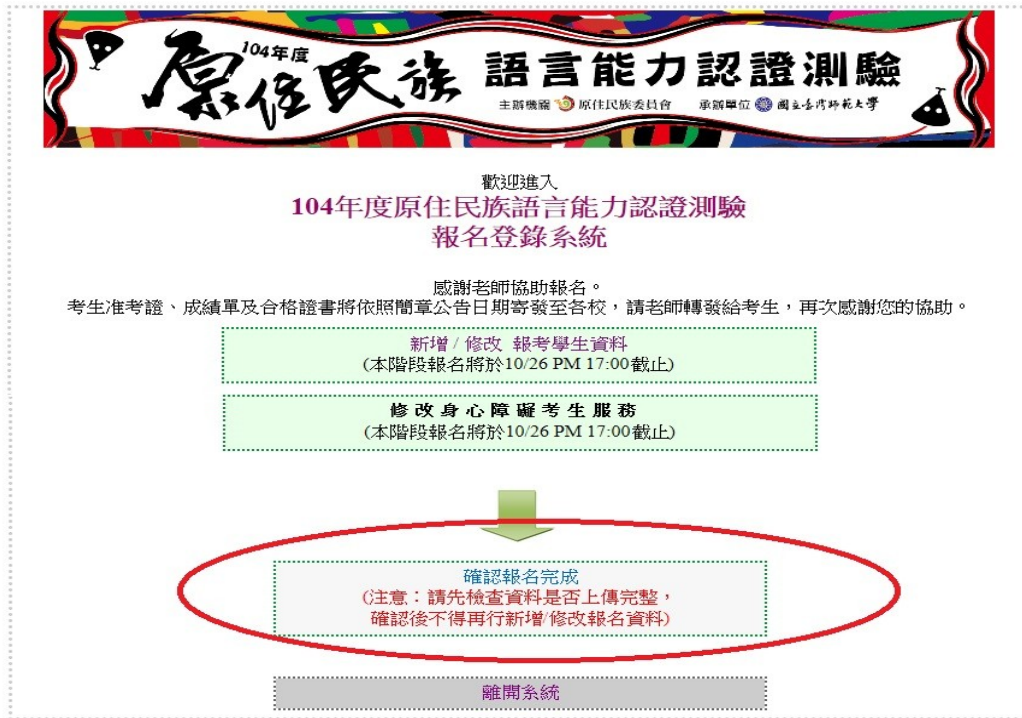 104年度
原住民族 語言能力認證測驗
主辦機關 原住民族委員會 承辦單位 國立臺灣師範大學
歡迎進入
104年度原住民族語言能力認證測驗
報名登錄系統
感謝老師協助報名。
考生准考證、成績單及合格證書將依照簡章公告日期寄發至各校，請老師轉發給考生，再次感謝您的協助。
新增 / 修改 報考學生資料
(本階段報名將於10/26 PM 17:00截止)
修改身心障礙考生服務
(本階段報名將於10/26 PM 17:00截止)
確認報名完成
(注意：請先檢查資料是否上傳完整，
確認後不得再行新增/修改報名資料)
離開系統